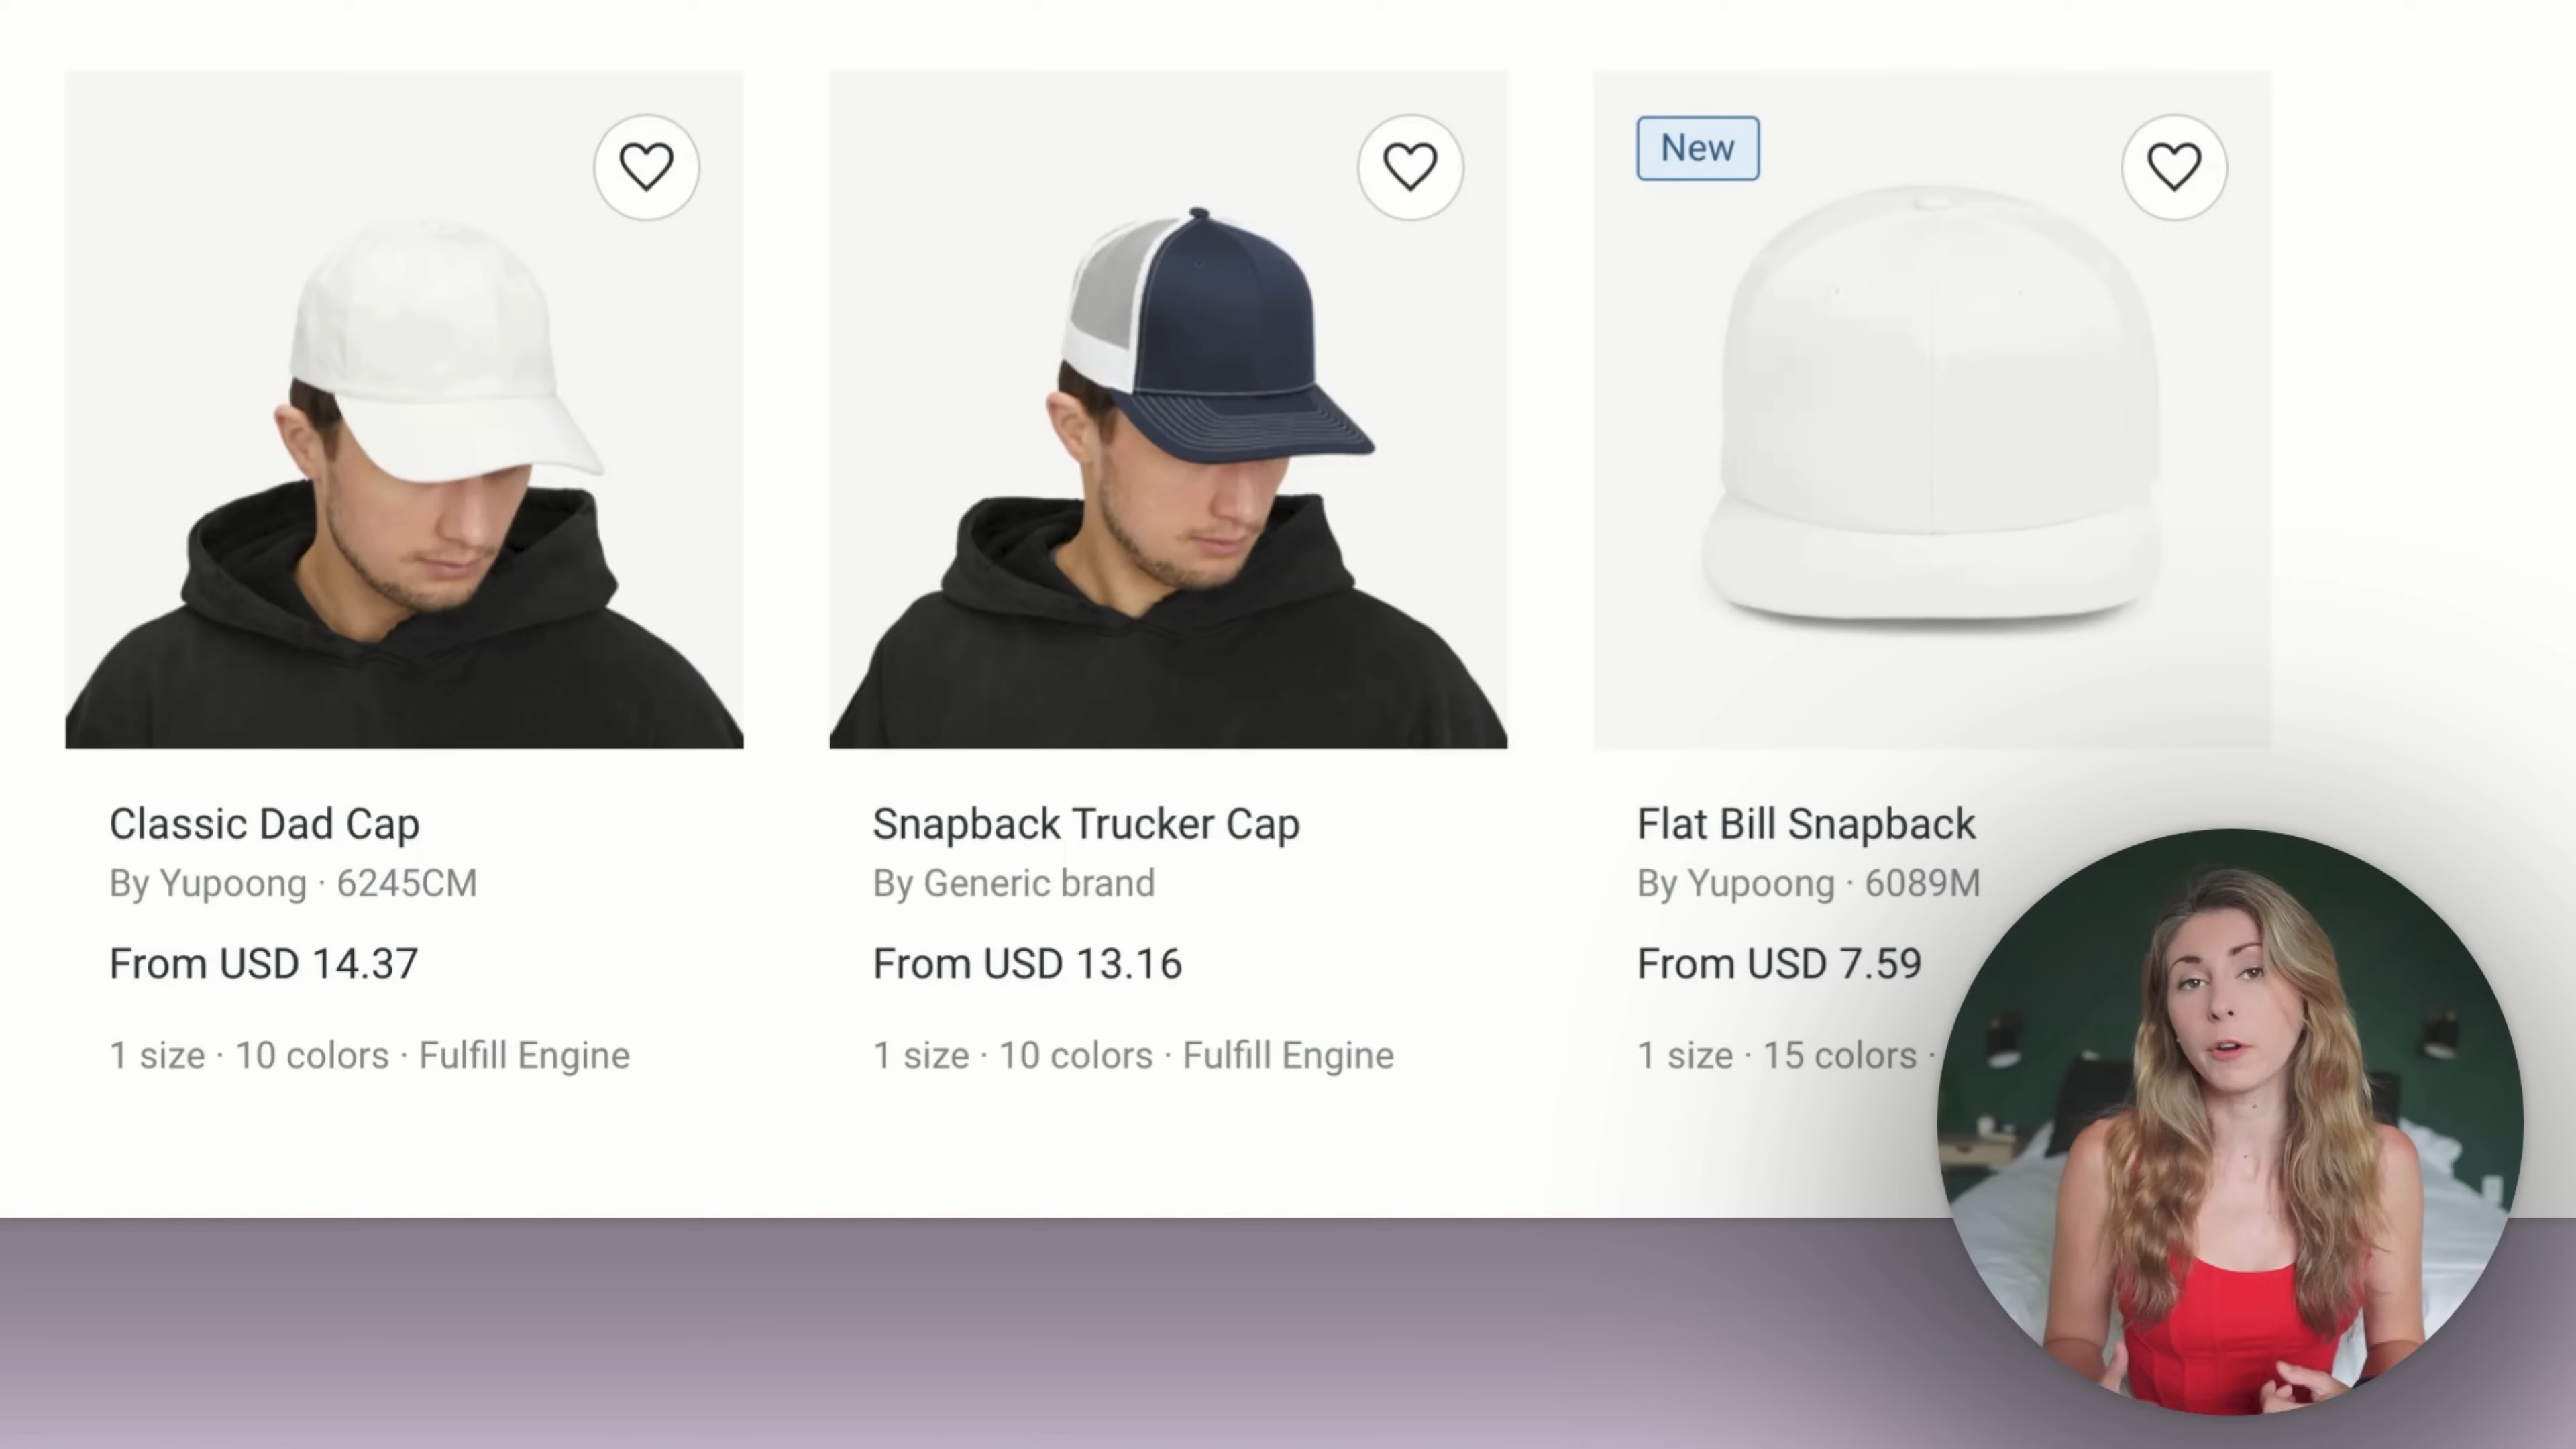 New
Classic Dad Cap
By Yupoong · 6245CM
From USD 14.37
1 size · 10 colors · Fulfill Engine
Snapback Trucker Cap
By Generic brand
From USD 13.16
1 size · 10 colors · Fulfill Engine
Flat Bill Snapback
By Yupoong · 6089M
From USD 7.59
1 size · 15 colors ·